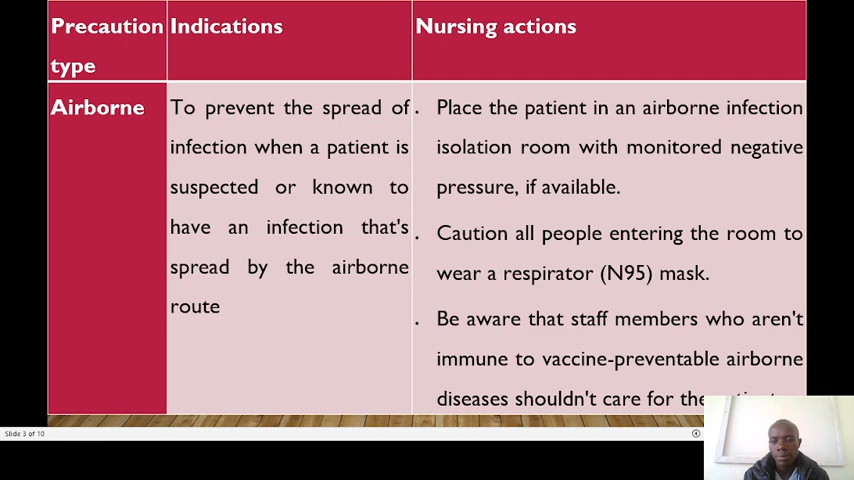 Precaution type
Indications
Nursing actions
Airborne
To prevent the spread of
infection when a patient is
suspected or known to
have an infection that's
spread by the airborne
route
. Place the patient in an airborne infection
isolation room with monitored negative
pressure, if available.
. Caution all people entering the room to
wear a respirator (N95) mask.
. Be aware that staff members who aren't
immune to vaccine-preventable airborne
diseases shouldn't care for the
Slide 3 of 10